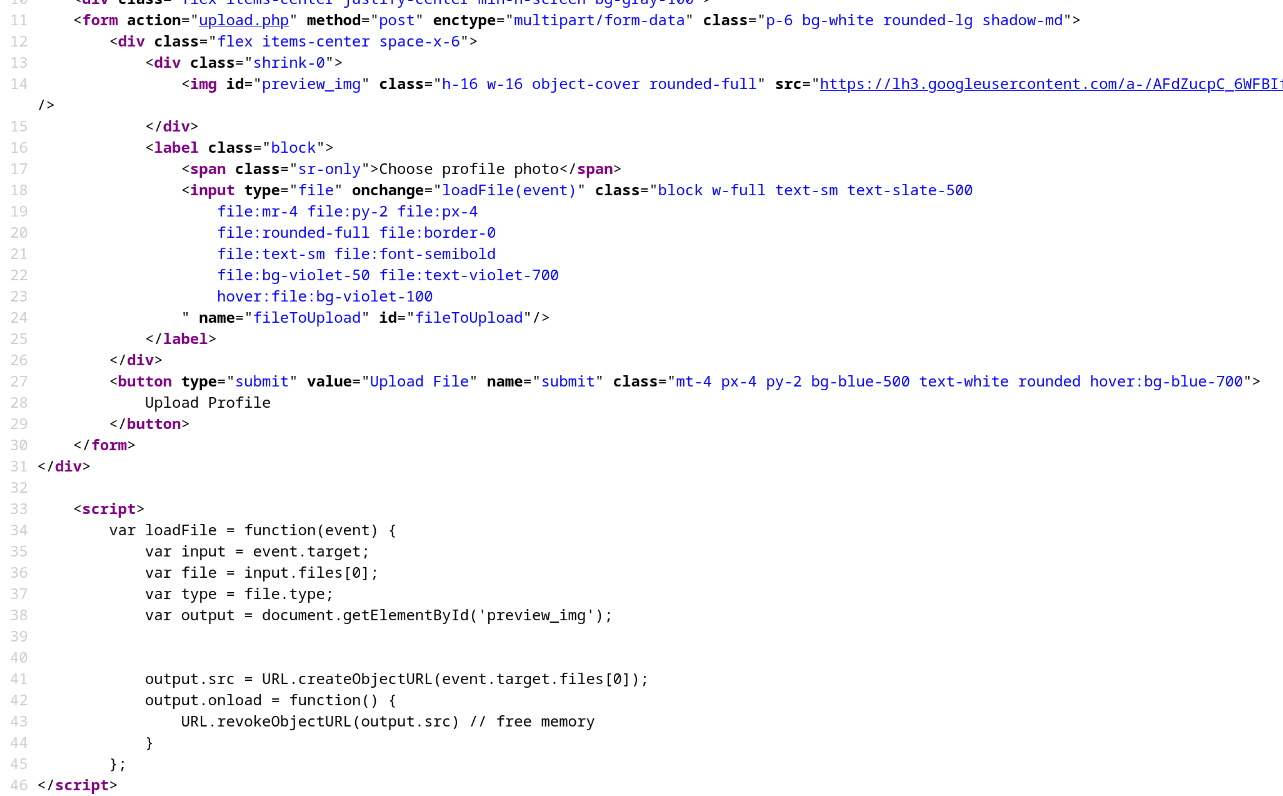 10     <div class="flex items-center justify-center min-h-screen bg-gray-100">
11     <form action="upload.php" method="post" enctype="multipart/form-data" class="p-6 bg-white rounded-lg shadow-md">
12         <div class="flex items-center space-x-6">
13             <div class="shrink-0">
14                 <img id="preview_img" class="h-16 w-16 object-cover rounded-full" src="https://lh3.googleusercontent.com/a-/AFdZucpC_6WFBI
/>
15             </div>
16             <label class="block">
17                 <span class="sr-only">Choose profile photo</span>
18                 <input type="file" onchange="loadFile(event)" class="block w-full text-sm text-slate-500
19                     file:mr-4 file:py-2 file:px-4
20                     file:rounded-full file:border-0
21                     file:text-sm file:font-semibold
22                     file:bg-violet-50 file:text-violet-700
23                     hover:file:bg-violet-100
24                 " name="fileToUpload" id="fileToUpload"/>
25             </label>
26         </div>
27         <button type="submit" value="Upload File" name="submit" class="mt-4 px-4 py-2 bg-blue-500 text-white rounded hover:bg-blue-700">
28             Upload Profile
29         </button>
30     </form>
31 </div>
32
33     <script>
34         var loadFile = function(event) {
35             var input = event.target;
36             var file = input.files[0];
37             var type = file.type;
38             var output = document.getElementById('preview_img');
39
40
41             output.src = URL.createObjectURL(event.target.files[0]);
42             output.onload = function() {
43                 URL.revokeObjectURL(output.src) // free memory
44             }
45         };
46 </script>